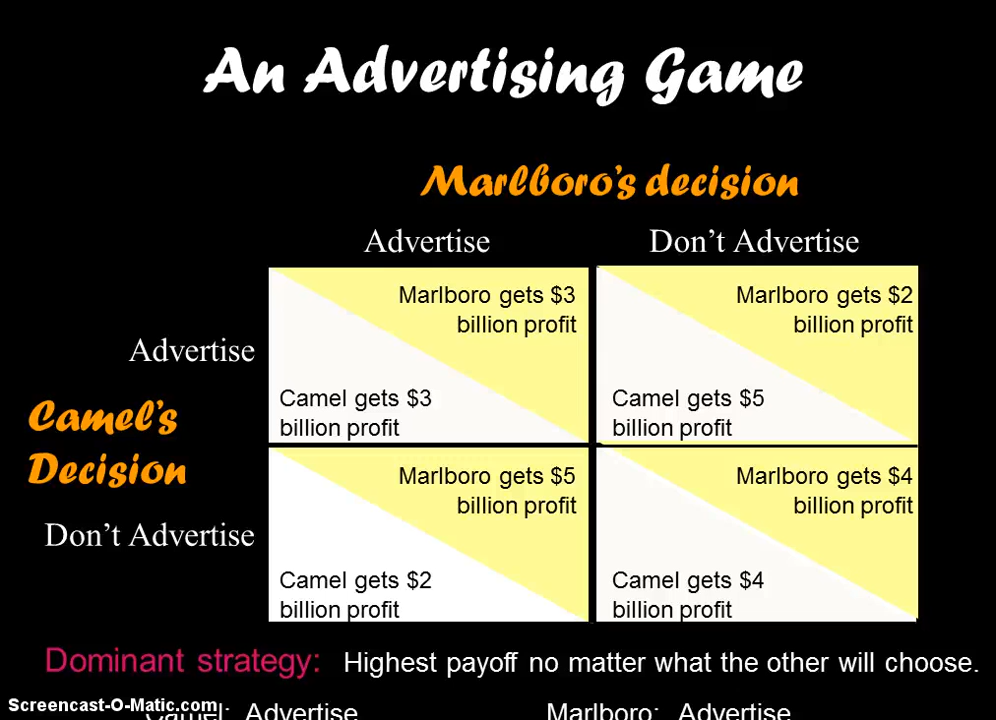 An Advertising Game
Marlboro's decision
Advertise
Don't Advertise
Marlboro gets $3
billion profit
Marlboro gets $2
billion profit
Advertise
Camel gets $3
billion profit
Camel gets $5
billion profit
Camel's
Decision
Marlboro gets $5
billion profit
Marlboro gets $4
billion profit
Don't Advertise
Camel gets $2
billion profit
Camel gets $4
billion profit
Dominant strategy: Highest payoff no matter what the other will choose.
Screencast-O-Matic.com
Camel: Advertise
Marlboro: Advertise